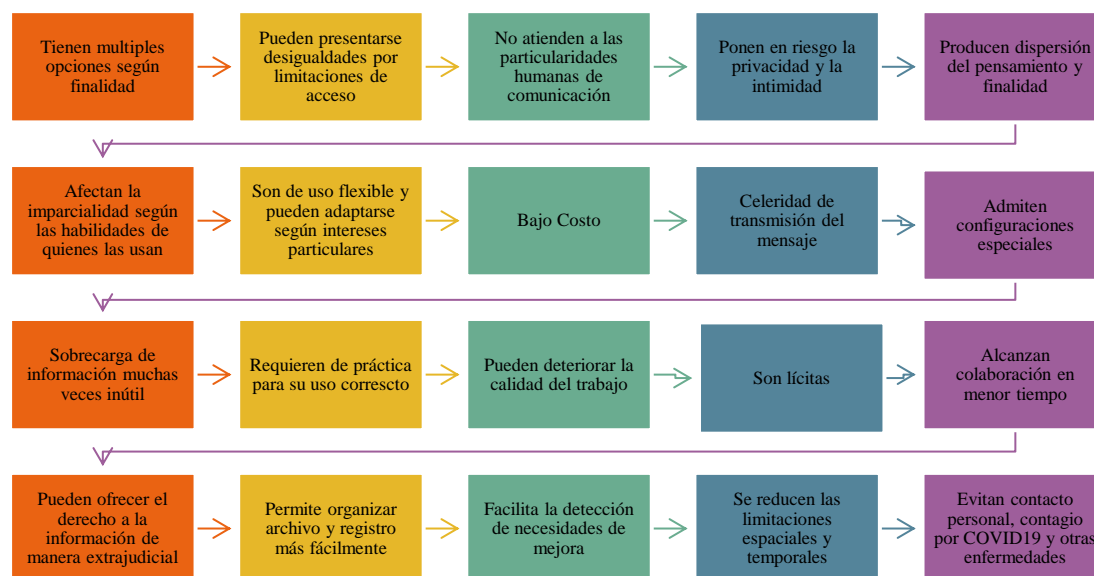 Tienen multiples
opciones según
finalidad
Pueden presentarse
desigualdades por
limitaciones de
acceso
No atienden a las
particularidades
humanas de
comunicación
Ponen en riesgo la
privacidad y la
intimidad
Producen dispersión
del pensamiento y
finalidad
Afectan la
imparcialidad según
las habilidades de
quienes las usan
Son de uso flexible y
pueden adaptarse
según intereses
particulares
Bajo Costo
Celeridad de
transmisión del
mensaje
Admiten
configuraciones
especiales
Sobrecarga de
información muchas
veces inútil
Requieren de práctica
para su uso correscto
Pueden deteriorar la
calidad del trabajo
Son lícitas
Alcanzan
colaboración en
menor tiempo
Pueden ofrecer el
derecho a la
información de
manera extrajudicial
Permite organizar
archivo y registro
más fácilmente
Facilita la detección
de necesidades de
mejora
Se reducen las
limitaciones
espaciales y
temporales
Evitan contacto
personal, contagio
por COVID19 y otras
enfermedades